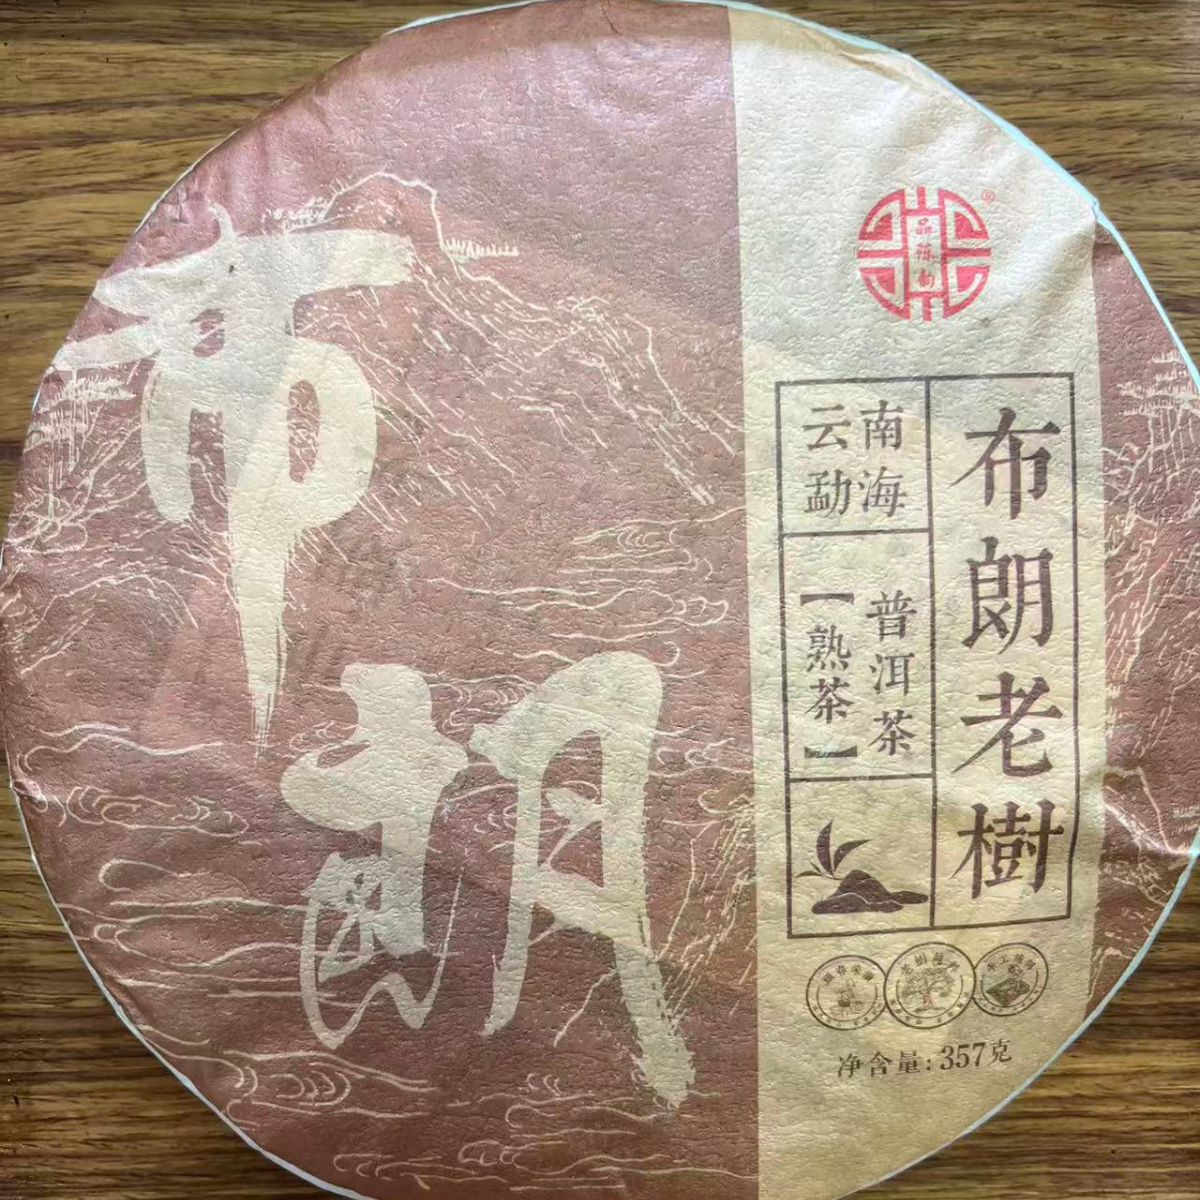 布朗
布朗老樹
云南
勐海
普洱茶
【熟茶】
净含量:357克